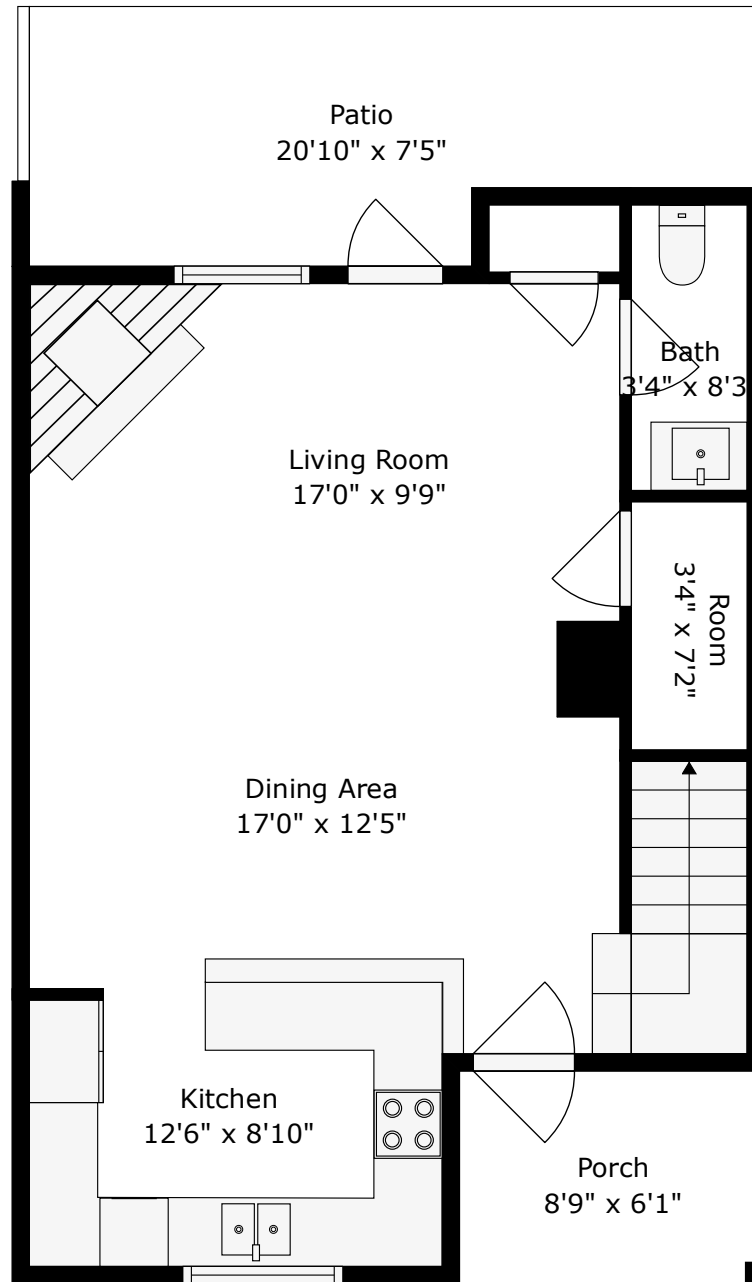 Patio
20'10" x 7'5"
Bath
3'4" x 8'3
Living Room
17'0" x 9'9"
Room
3'4" x 7'2"
Dining Area
17'0" x 12'5"
Kitchen
12'6" x 8'10"
Porch
8'9" x 6'1"